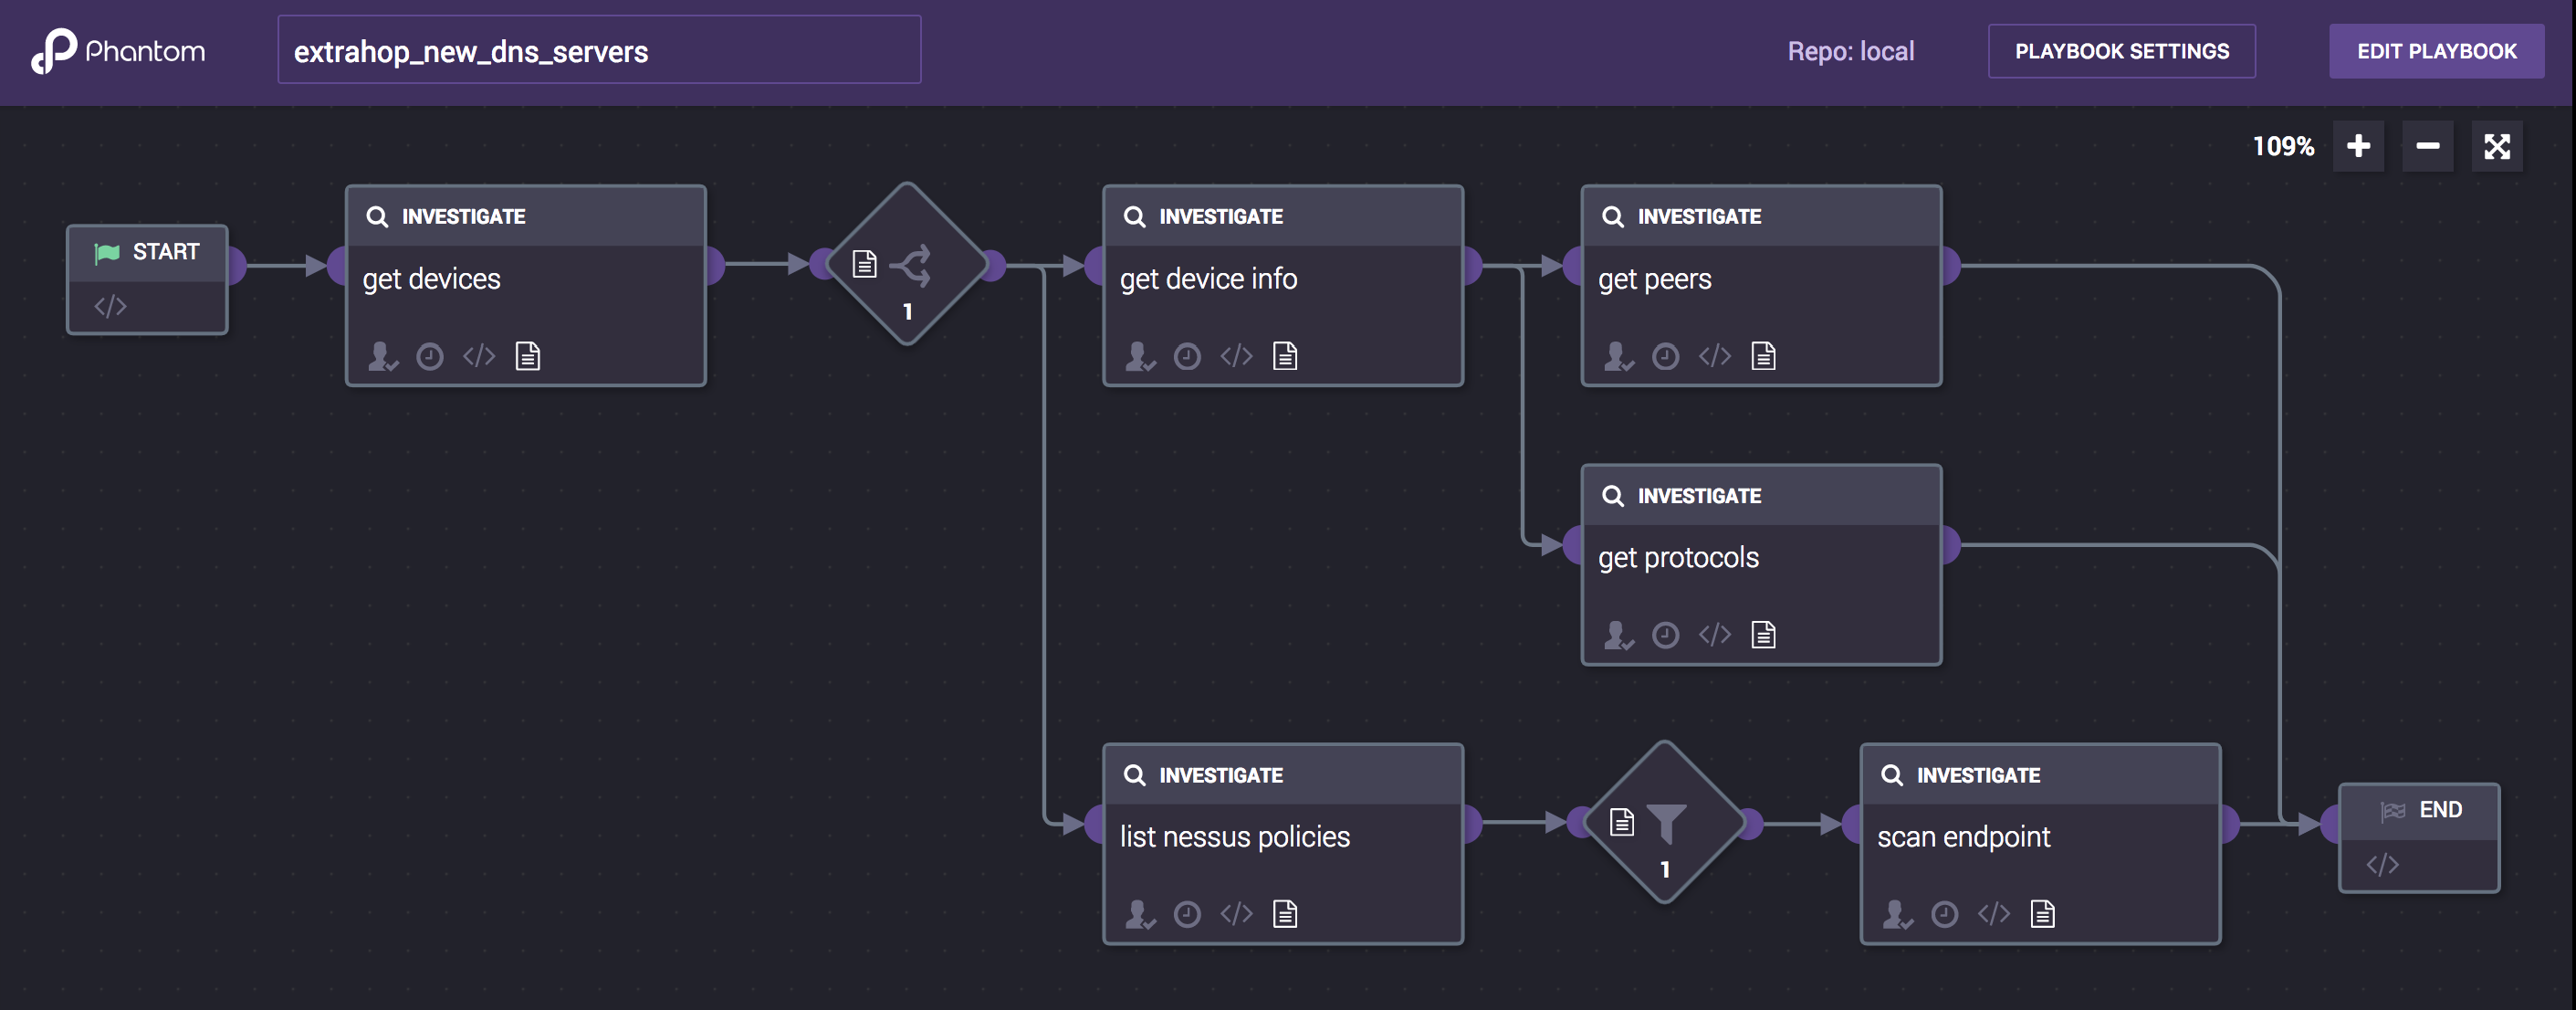 Phantom
extrahop_new_dns_servers
Repo: local
PLAYBOOK SETTINGS
EDIT PLAYBOOK
109%
START
</>
INVESTIGATE
get devices
</>
1
INVESTIGATE
get device info
</>
INVESTIGATE
get peers
</>
INVESTIGATE
get protocols
</>
INVESTIGATE
list nessus policies
</>
1
INVESTIGATE
scan endpoint
</>
END
</>